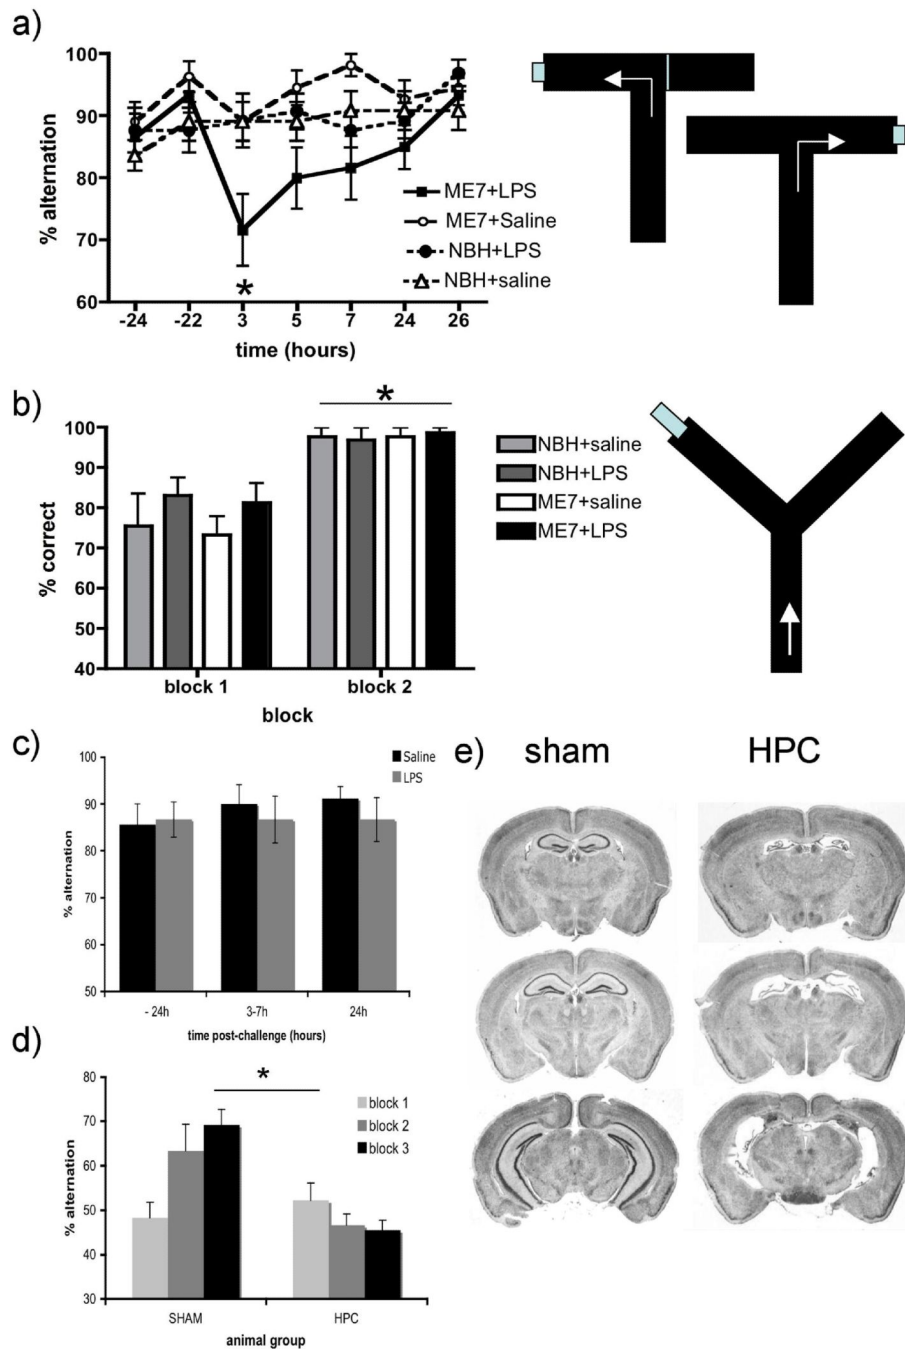 a)
100
90
80
70
60
% alternation
ME7+LPS
ME7+Saline
NBH+LPS
NBH+saline
*
-24 -22 3 5 7 24 26
time (hours)
b)
*
100
90
80
70
60
50
40
% correct
block 1 block 2
block
NBH+saline
NBH+LPS
ME7+saline
ME7+LPS
c)
100
90
80
70
60
50
% alternation
Saline
LPS
- 24h 3-7h 24h
time post-challenge (hours)
d)
80
70
60
50
40
30
% alternation
*
block 1
block 2
block 3
SHAM HPC
animal group
e) sham HPC